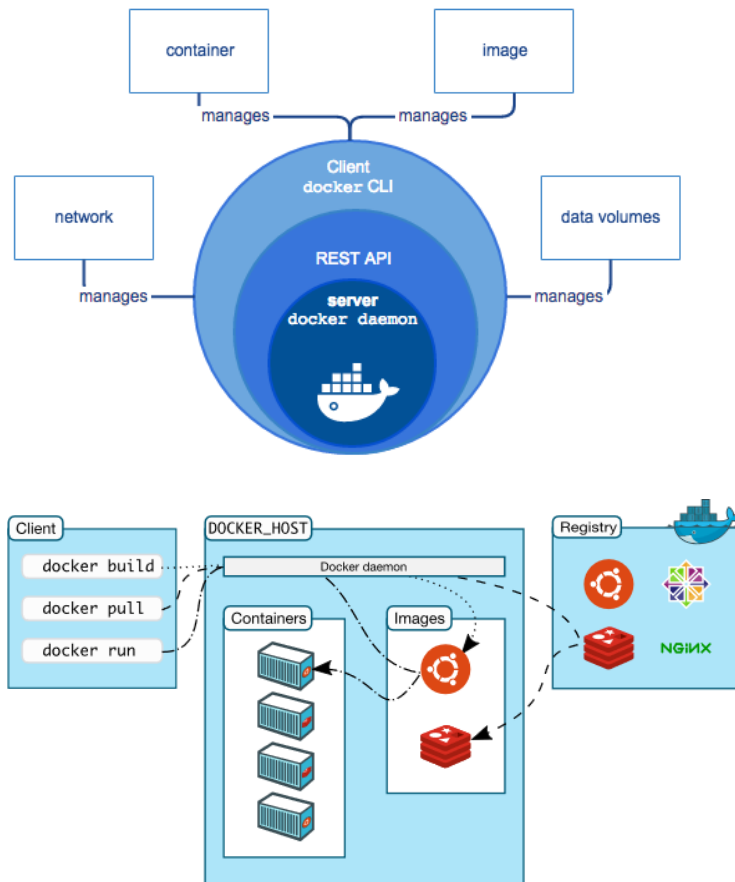 container
image
manages
manages
Client
docker CLI
network
data volumes
REST API
manages
manages
server
docker daemon
Client
DOCKER_HOST
Registry
docker build
Docker daemon
docker pull
Containers
Images
docker run
NGiNX